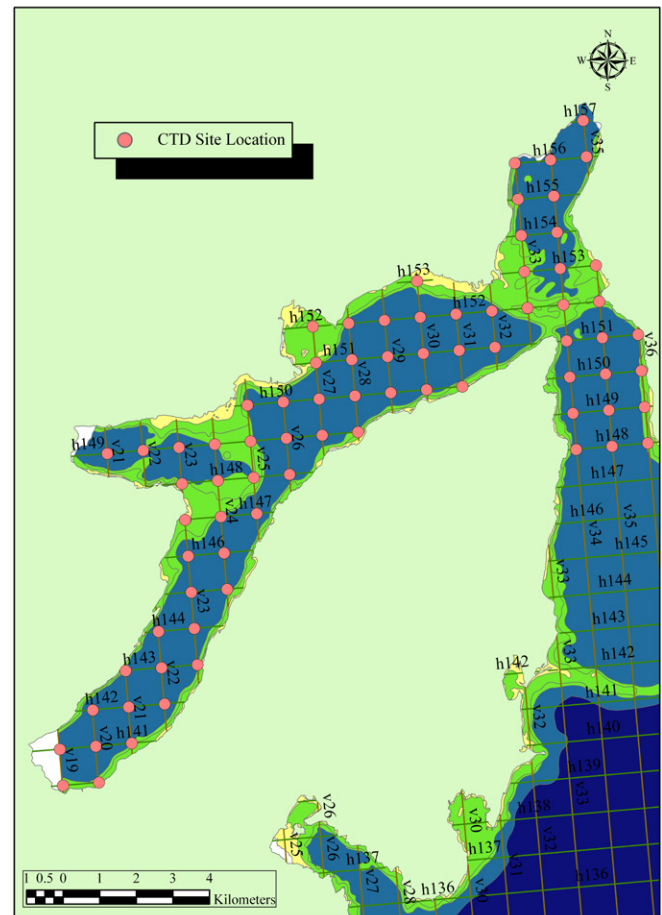 N
W E
S
CTD Site Location
h157
v35
h156
h155
h154
v33
h153
h153
h152
h152
h151
v30
v31
v32
h151
v36
v29
v28
h150
h150
v27
h149
v26
h149
v21
v22
v23
v25
h148
h148
h147
v24
h147
h146
h146
v34
v35
h145
v33
h144
v23
h144
h143
v33
h143
v22
h142
h142
h142
v21
h141
v32
h141
v20
v19
h140
h139
v33
v26
h138
v30
v32
v25
v26
h137
h137
v31
v27
v28
h136
v30
h136
1 0.5 0 1 2 3 4
Kilometers